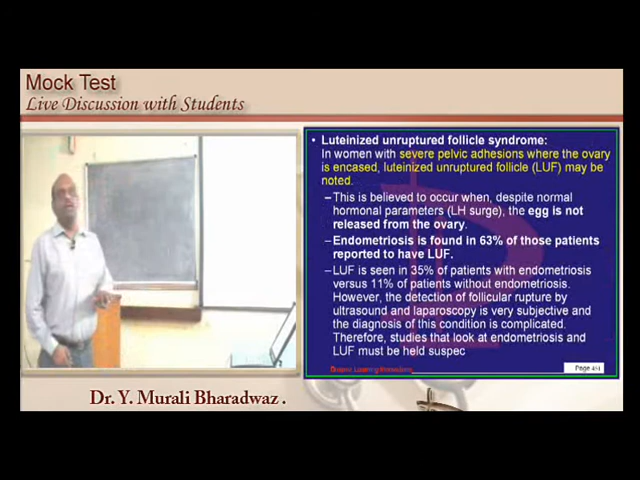 Mock Test
Live Discussion with Students
• Luteinized unruptured follicle syndrome:
In women with severe pelvic adhesions where the ovary
is encased, luteinized unruptured follicle (LUF) may be
noted.
–This is believed to occur when, despite normal
hormonal parameters (LH surge), the egg is not
released from the ovary.
–Endometriosis is found in 63% of those patients
reported to have LUF.
–LUF is seen in 35% of patients with endometriosis
versus 11% of patients without endometriosis.
However, the detection of follicular rupture by
ultrasound and laparoscopy is very subjective and
the diagnosis of this condition is complicated.
Therefore, studies that look at endometriosis and
LUF must be held suspec
Page
Dr. Y. Murali Bharadwaz .